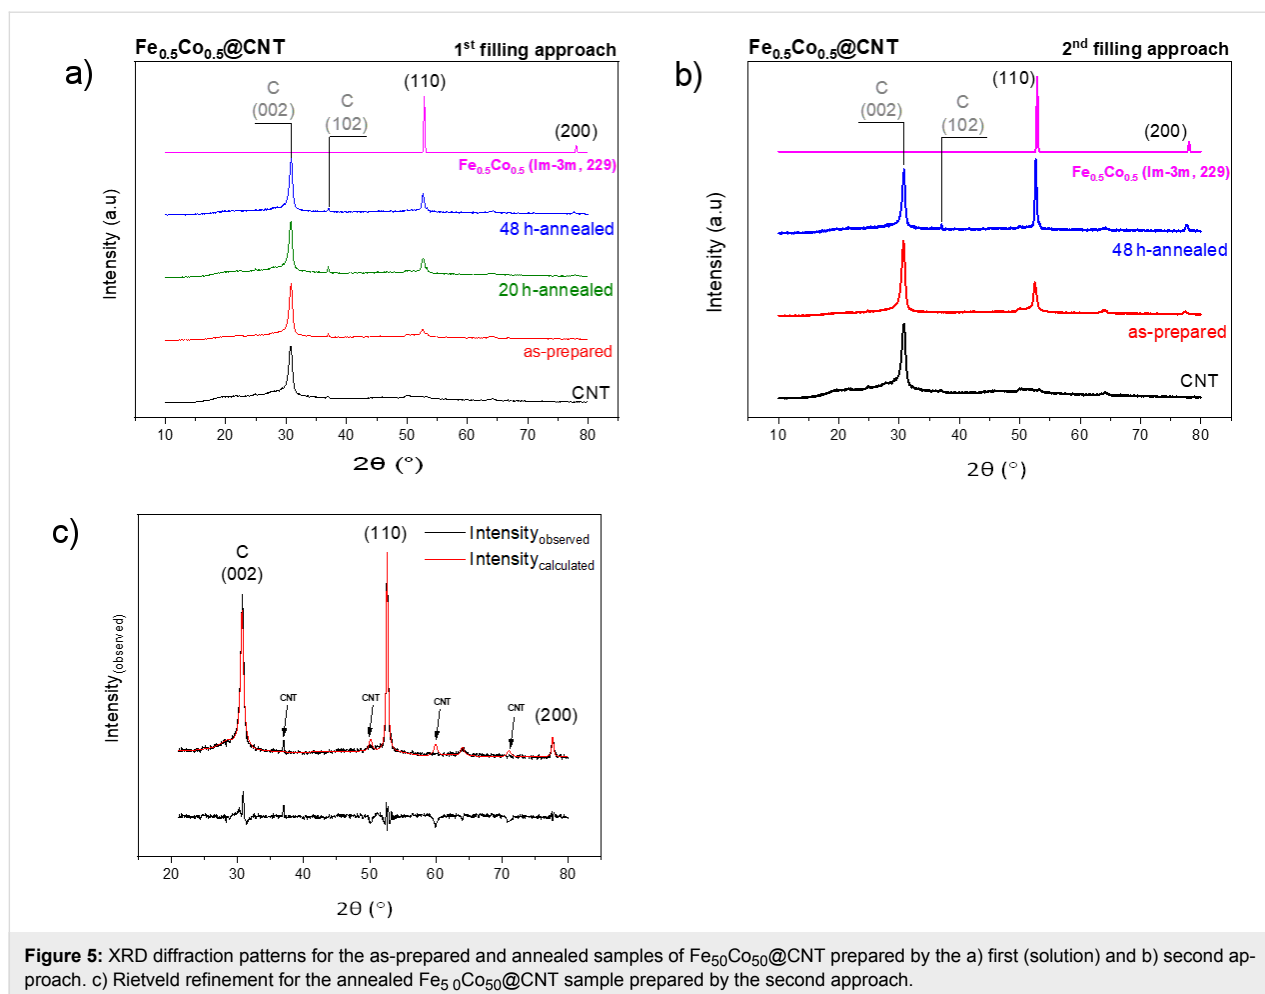 a)
Fe0.5Co0.5@CNT
1st filling approach
C
(002)
C
(102)
(110)
(200)
Fe0.5Co0.5 (Im-3m, 229)
48 h-annealed
20 h-annealed
as-prepared
CNT
Intensity (a.u)
10 20 30 40 50 60 70 80
2Θ (°)
b)
Fe0.5Co0.5@CNT
2nd filling approach
C
(002)
C
(102)
(110)
(200)
Fe0.5Co0.5 (Im-3m, 229)
48 h-annealed
as-prepared
CNT
Intensity (a.u)
10 20 30 40 50 60 70 80
2Θ (°)
c)
C
(002)
(110)
Intensityobserved
Intensitycalculated
CNT
CNT
CNT
CNT
(200)
Intensity(observed)
20 30 40 50 60 70 80
2Θ (°)
Figure 5: XRD diffraction patterns for the as-prepared and annealed samples of Fe50Co50@CNT prepared by the a) first (solution) and b) second ap-
proach. c) Rietveld refinement for the annealed Fe5 0Co50@CNT sample prepared by the second approach.